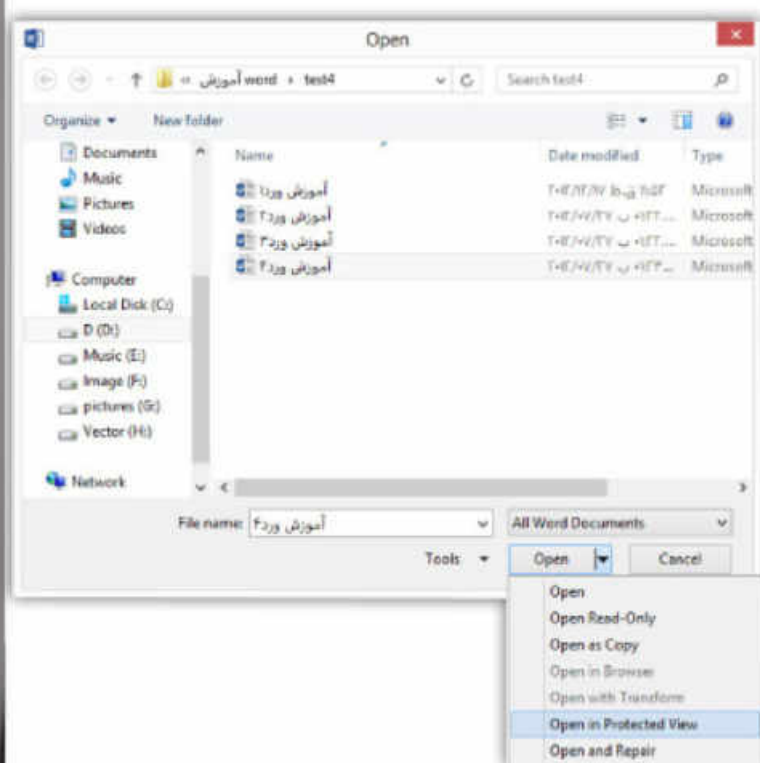 Open
« آموزش word › test4
Search test4
Organize
New folder
Documents
Music
Pictures
Videos
Computer
Local Disk (C:)
D (D:)
Music (E:)
Image (F:)
pictures (G:)
Vector (H:)
Network
Name
Date modified
Type
آموزش ورد۱
Microsoft
آموزش ورد۲
Microsoft
آموزش ورد۳
Microsoft
آموزش ورد۴
Microsoft
File name:
آموزش ورد۴
All Word Documents
Tools
Open
Cancel
Open
Open Read-Only
Open as Copy
Open in Browser
Open with Transform
Open in Protected View
Open and Repair